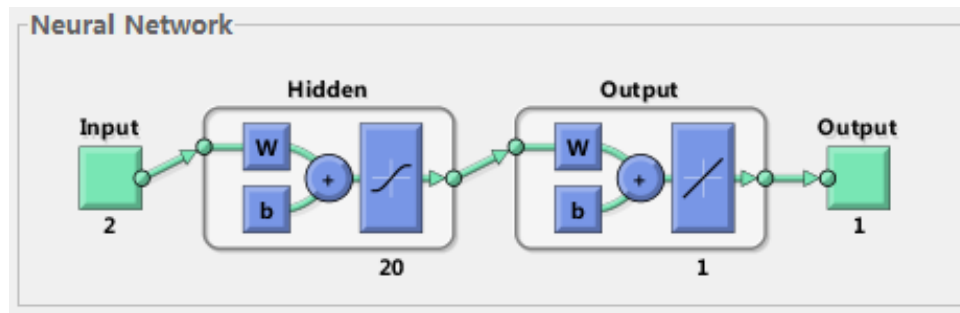 Neural Network
Hidden
Output
Input
Output
W
W
+
+
b
b
2
1
20
1